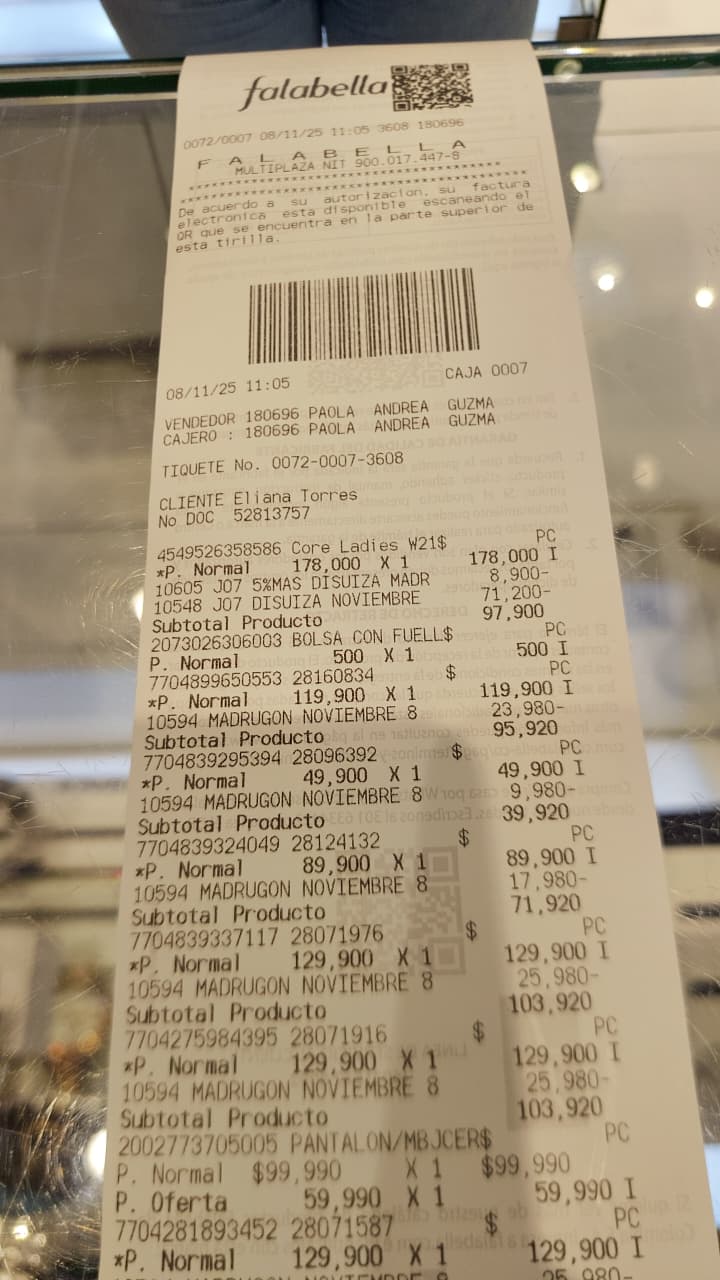 falabella
0072/0007 08/11/25 11:05 3608 180696
F A L A B E L L A
MULTIPLAZA NIT 900.017.447-8
****************************************
****************************************
De acuerdo a su autorizacion, su factura
electronica esta disponible escaneando el
QR que se encuentra en la parte superior de
esta tirilla.
08/11/25 11:05 CAJA 0007
VENDEDOR 180696 PAOLA ANDREA GUZMA
CAJERO : 180696 PAOLA ANDREA GUZMA
TIQUETE No. 0072-0007-3608
CLIENTE Eliana Torres
No DOC 52813757
4549526358586 Core Ladies W21$ PC
*P. Normal 178,000 X 1 178,000 I
10605 J07 5%MAS DISUIZA MADR 8,900-
10548 J07 DISUIZA NOVIEMBRE 71,200-
Subtotal Producto 97,900
2073026306003 BOLSA CON FUELL$ PC
P. Normal 500 X 1 500 I
7704899650553 28160834 $ PC
*P. Normal 119,900 X 1 119,900 I
10594 MADRUGON NOVIEMBRE 8 23,980-
Subtotal Producto 95,920
7704839295394 28096392 $ PC
*P. Normal 49,900 X 1 49,900 I
10594 MADRUGON NOVIEMBRE 8 9,980-
Subtotal Producto 39,920
7704839324049 28124132 $ PC
*P. Normal 89,900 X 1 89,900 I
10594 MADRUGON NOVIEMBRE 8 17,980-
Subtotal Producto 71,920
7704839337117 28071976 $ PC
*P. Normal 129,900 X 1 129,900 I
10594 MADRUGON NOVIEMBRE 8 25,980-
Subtotal Producto 103,920
7704275984395 28071916 $ PC
*P. Normal 129,900 X 1 129,900 I
10594 MADRUGON NOVIEMBRE 8 25,980-
Subtotal Producto 103,920
2002773705005 PANTALON/MBJCER$ PC
P. Normal $99,990 X 1 $99,990
P. Oferta 59,990 X 1 59,990 I
7704281893452 28071587 $ PC
*P. Normal 129,900 X 1 129,900 I